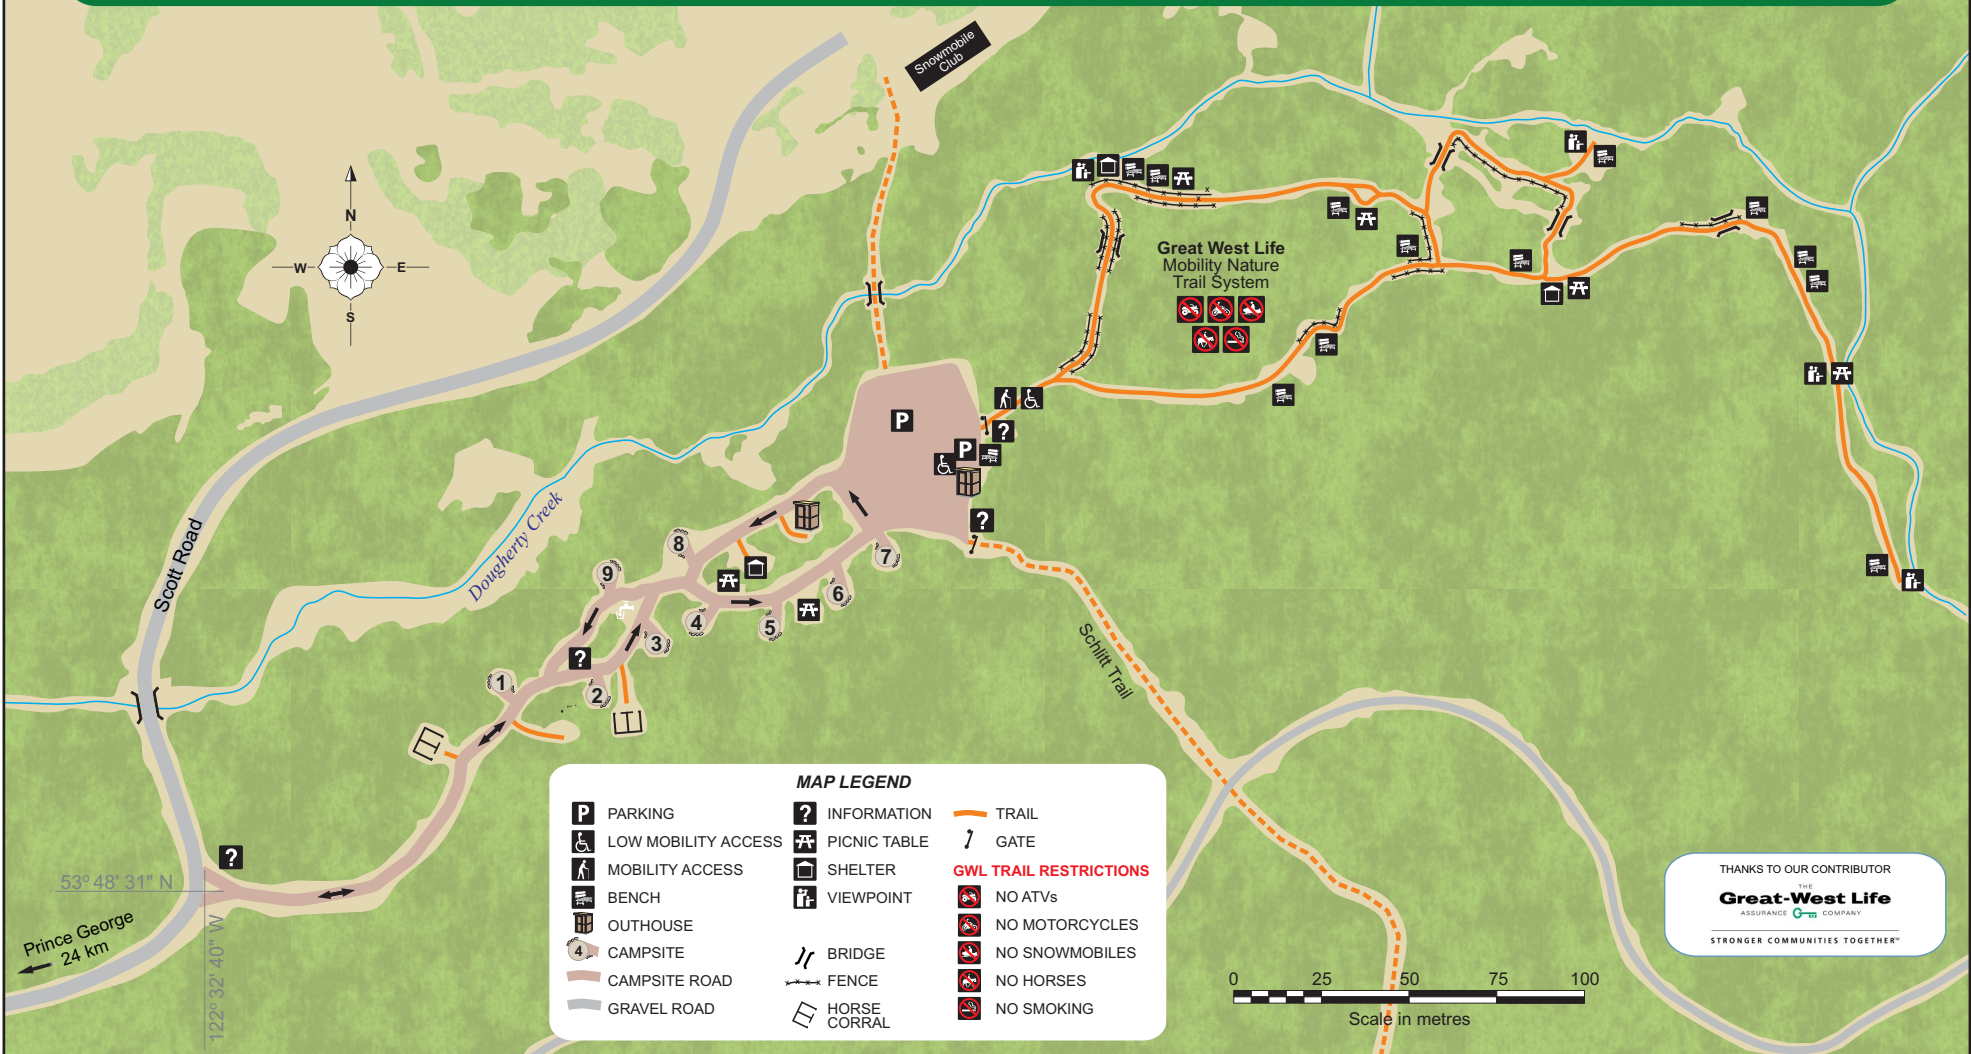 Snowmobile
Club
N
W
E
S
Great West Life
Mobility Nature
Trail System
P
?
P
?
Scott Road
Dougherty Creek
8
7
9
6
4
5
3
?
1
2
Schlitt Trail
?
53° 48' 31" N
122° 32' 40" W
Prince George
24 km
MAP LEGEND
P PARKING
LOW MOBILITY ACCESS
MOBILITY ACCESS
BENCH
OUTHOUSE
4 CAMPSITE
CAMPSITE ROAD
GRAVEL ROAD
? INFORMATION
PICNIC TABLE
SHELTER
VIEWPOINT
BRIDGE
FENCE
HORSE
CORRAL
TRAIL
GATE
GWL TRAIL RESTRICTIONS
NO ATVs
NO MOTORCYCLES
NO SNOWMOBILES
NO HORSES
NO SMOKING
0 25 50 75 100
Scale in metres
THANKS TO OUR CONTRIBUTOR
THE
Great-West Life
ASSURANCE COMPANY
STRONGER COMMUNITIES TOGETHER™